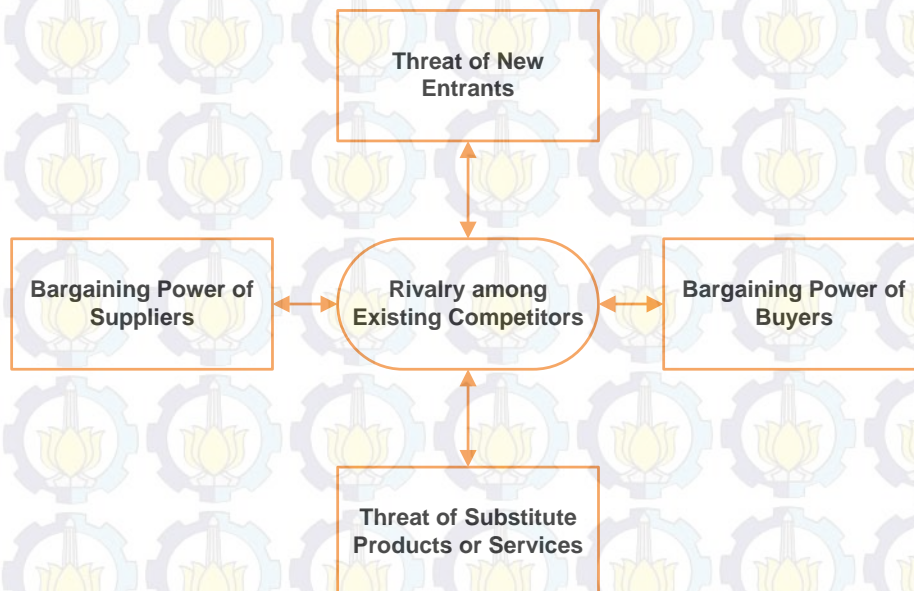 Threat of New
Entrants
Bargaining Power of
Suppliers
Rivalry among
Existing Competitors
Bargaining Power of
Buyers
Threat of Substitute
Products or Services